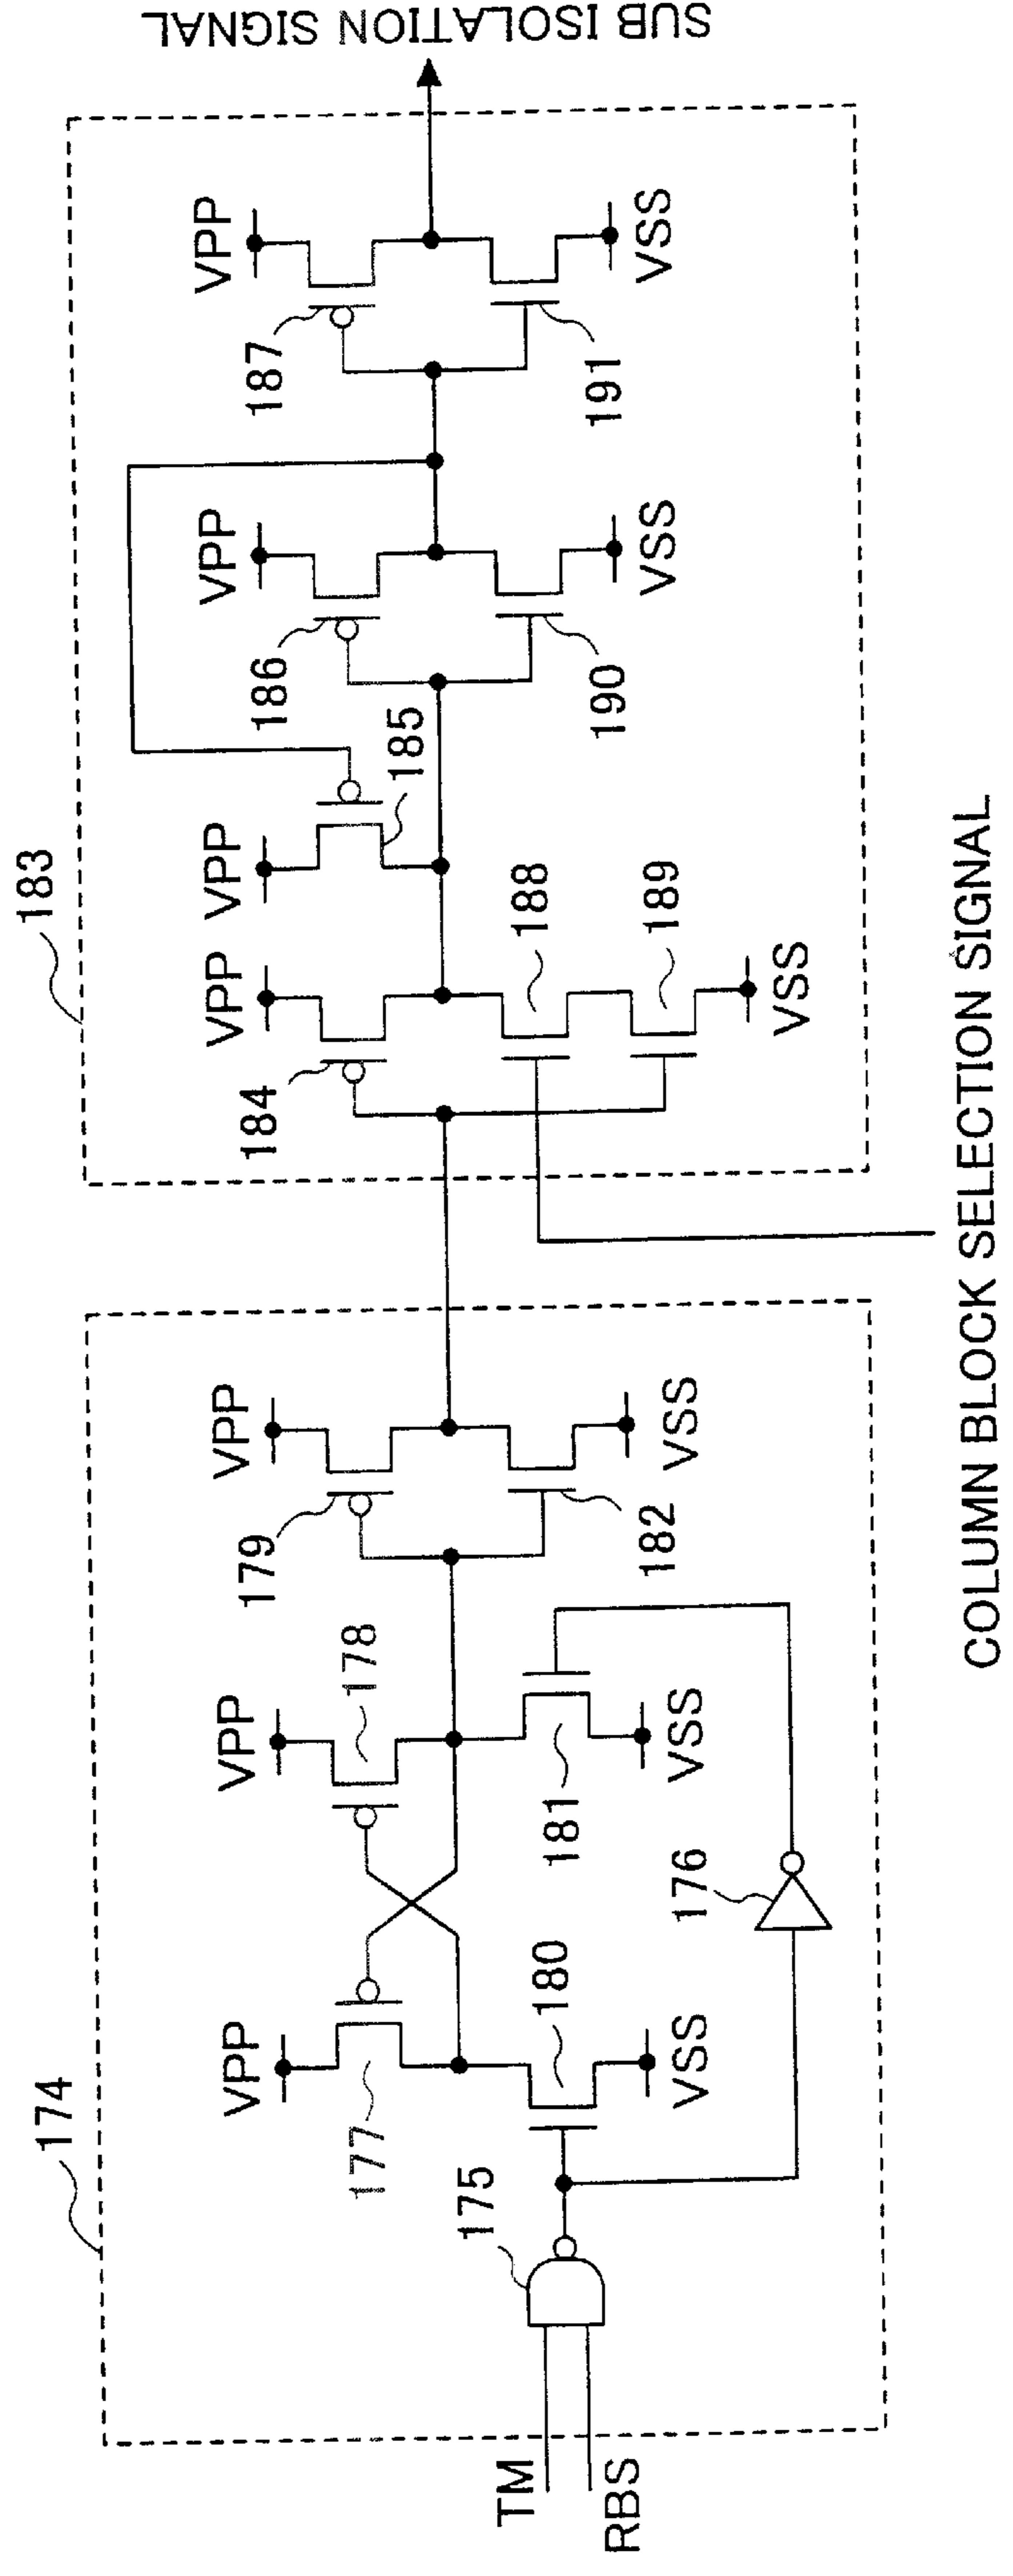 174
TM
RBS
175
VPP
177
180
VSS
176
VPP
178
181
VSS
VPP
179
182
VSS
183
VPP
184
188
189
VSS
VPP
185
VPP
186
190
VSS
VPP
187
191
VSS
SUB ISOLATION SIGNAL
COLUMN BLOCK SELECTION SIGNAL